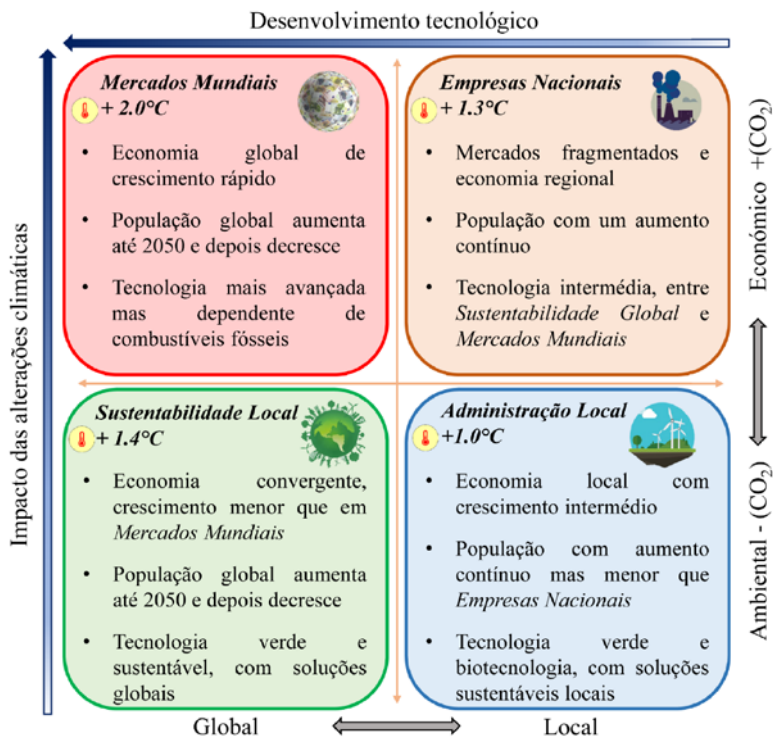 Desenvolvimento tecnológico
Impacto das alterações climáticas
Mercados Mundiais
+ 2.0°C
• Economia global de
crescimento rápido
• População global aumenta
até 2050 e depois decresce
• Tecnologia mais avançada
mas dependente de
combustíveis fósseis
Empresas Nacionais
+ 1.3°C
• Mercados fragmentados e
economia regional
• População com um aumento
contínuo
• Tecnologia intermédia, entre
Sustentabilidade Global e
Mercados Mundiais
Económico +(CO2)
Sustentabilidade Local
+ 1.4°C
• Economia convergente,
crescimento menor que em
Mercados Mundiais
• População global aumenta
até 2050 e depois decresce
• Tecnologia verde e
sustentável, com soluções
globais
Administração Local
+1.0°C
• Economia local com
crescimento intermédio
• População com aumento
contínuo mas menor que
Empresas Nacionais
• Tecnologia verde e
biotecnologia, com soluções
sustentáveis locais
Ambiental - (CO2)
Global
Local